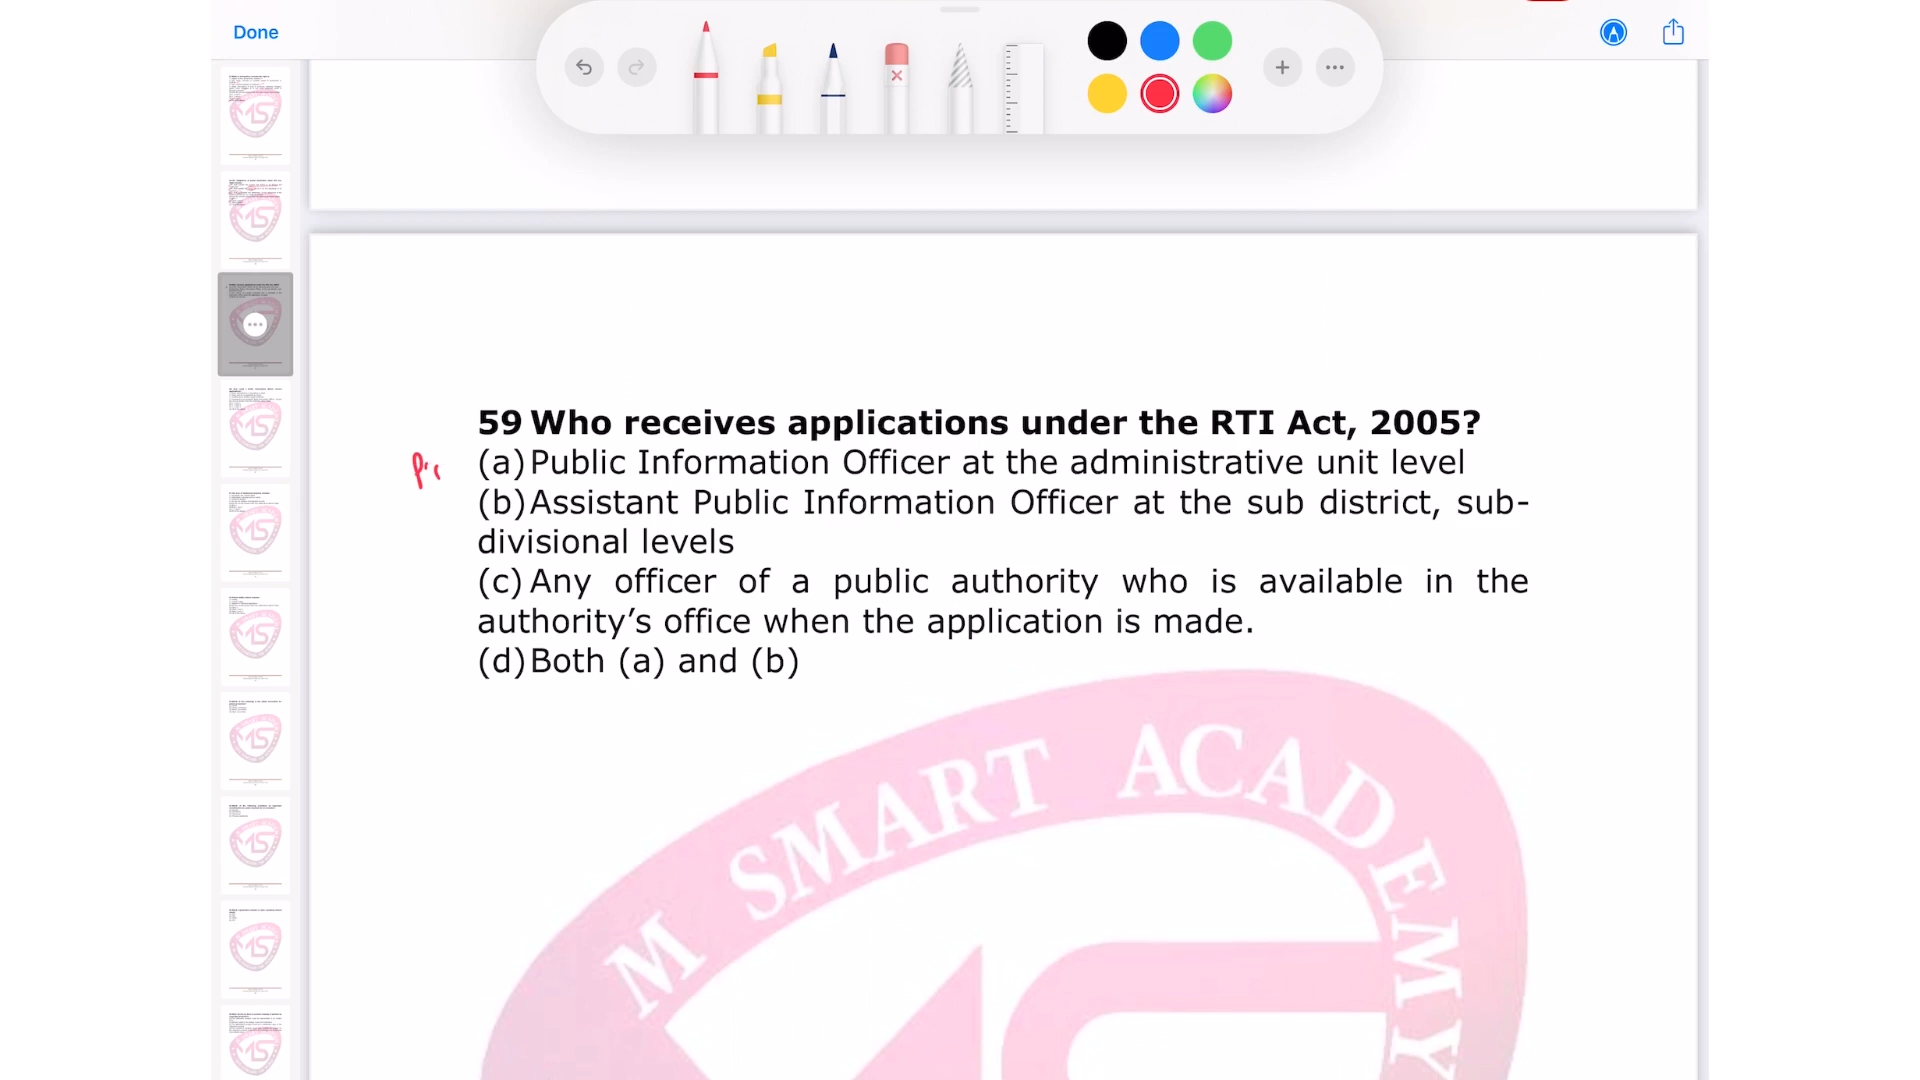 Done
59 Who receives applications under the RTI Act, 2005?
(a) Public Information Officer at the administrative unit level
(b) Assistant Public Information Officer at the sub district, sub-
divisional levels
(c) Any officer of a public authority who is available in the
authority’s office when the application is made.
(d) Both (a) and (b)
M SMART ACADEMY